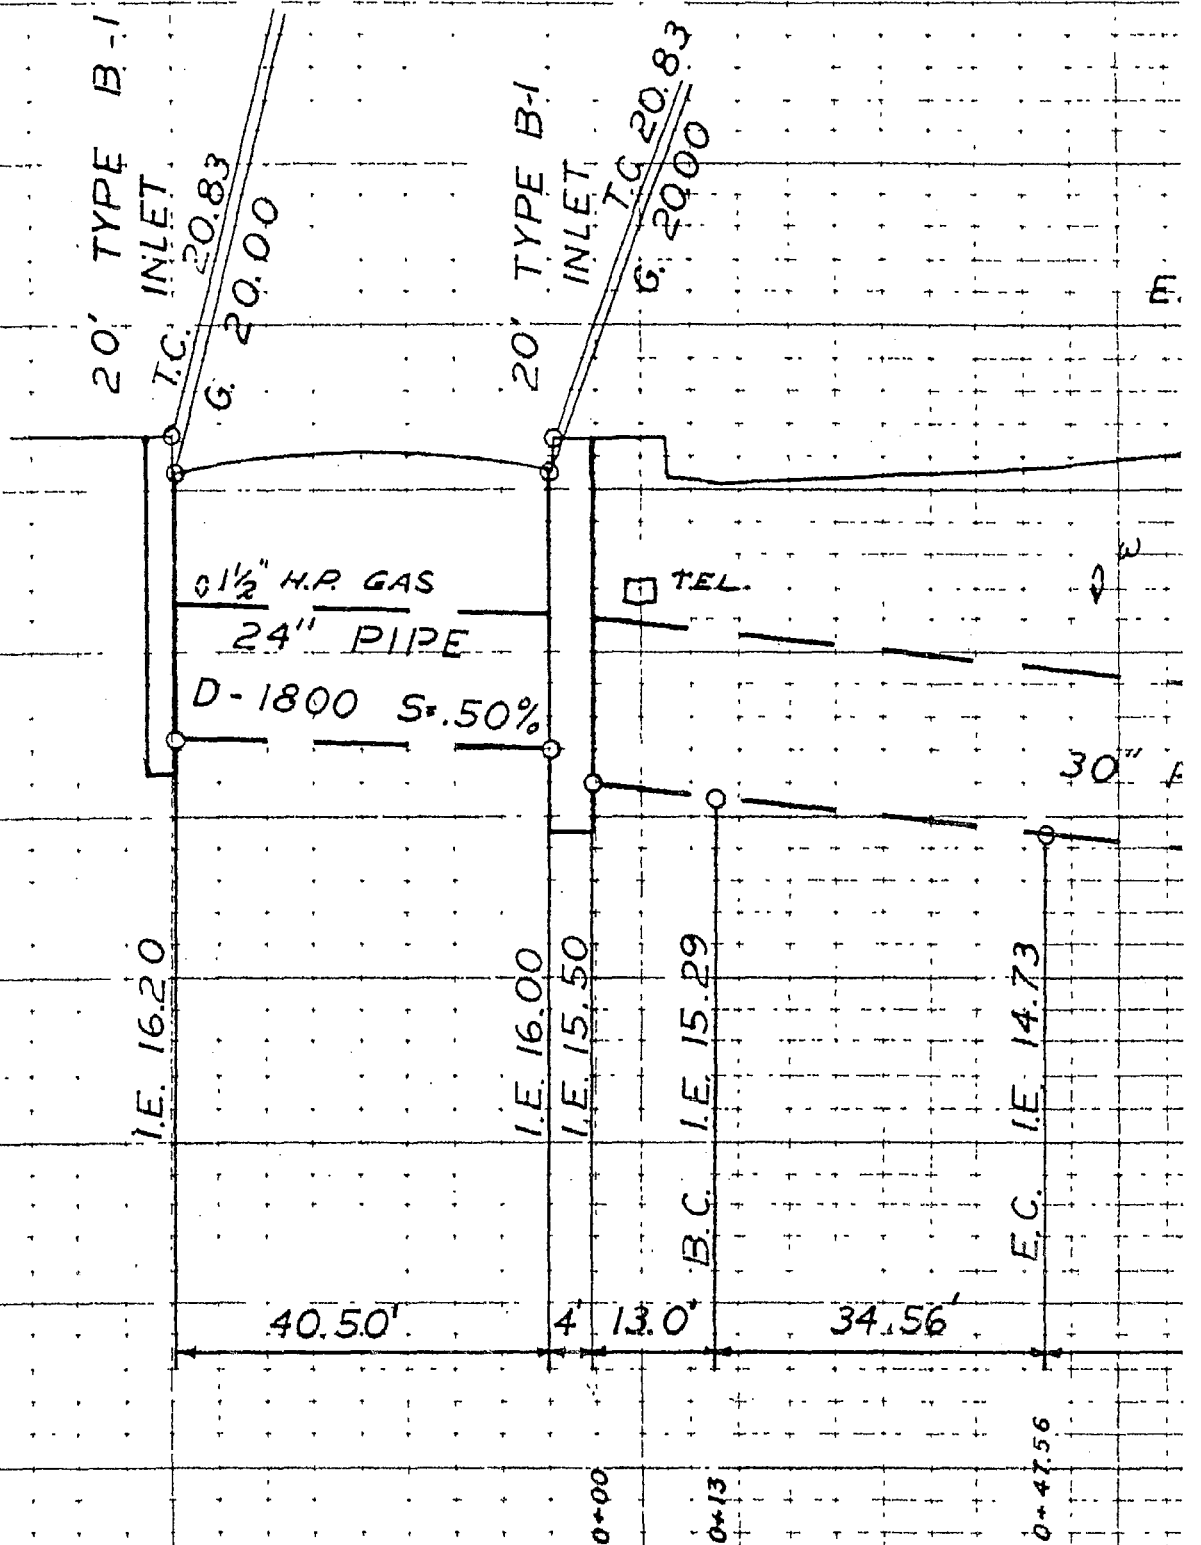 20' TYPE B-1
INLET
T.C. 20.83
G. 20.00
20' TYPE B-1
INLET
T.C. 20.83
G. 20.00
E.
1½" H.P. GAS
24" PIPE
D-1800 S=.50%
TEL.
W
30"
I.E. 16.20
I.E. 16.00
I.E. 15.50
B.C. I.E. 15.29
E.C. I.E. 14.73
40.50'
4'
13.0'
34.56'
0+00
0+13
0+47.56